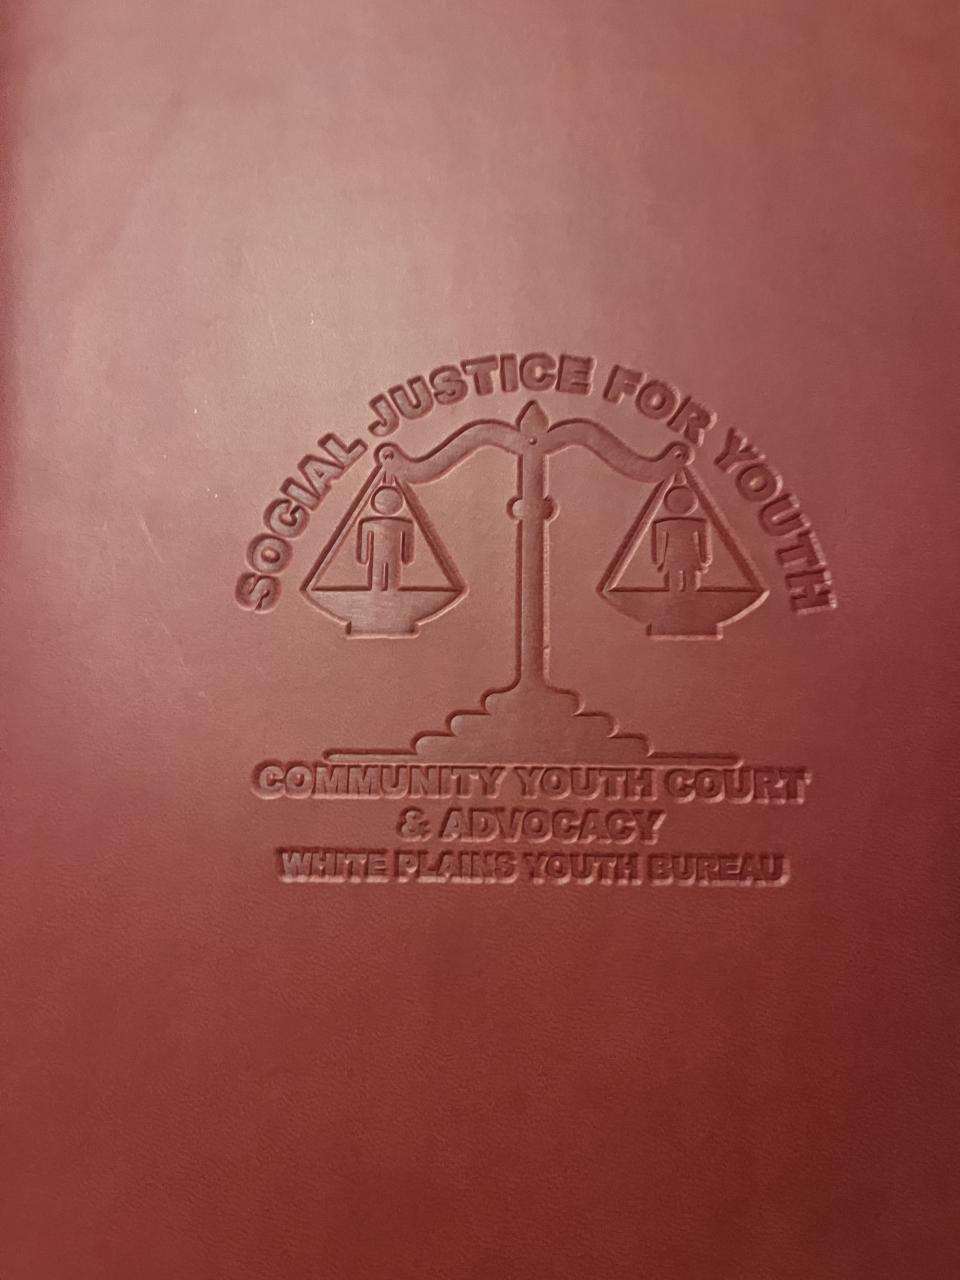 SOCIAL JUSTICE FOR YOUTH
COMMUNITY YOUTH COURT
& ADVOCACY
WHITE PLAINS YOUTH BUREAU